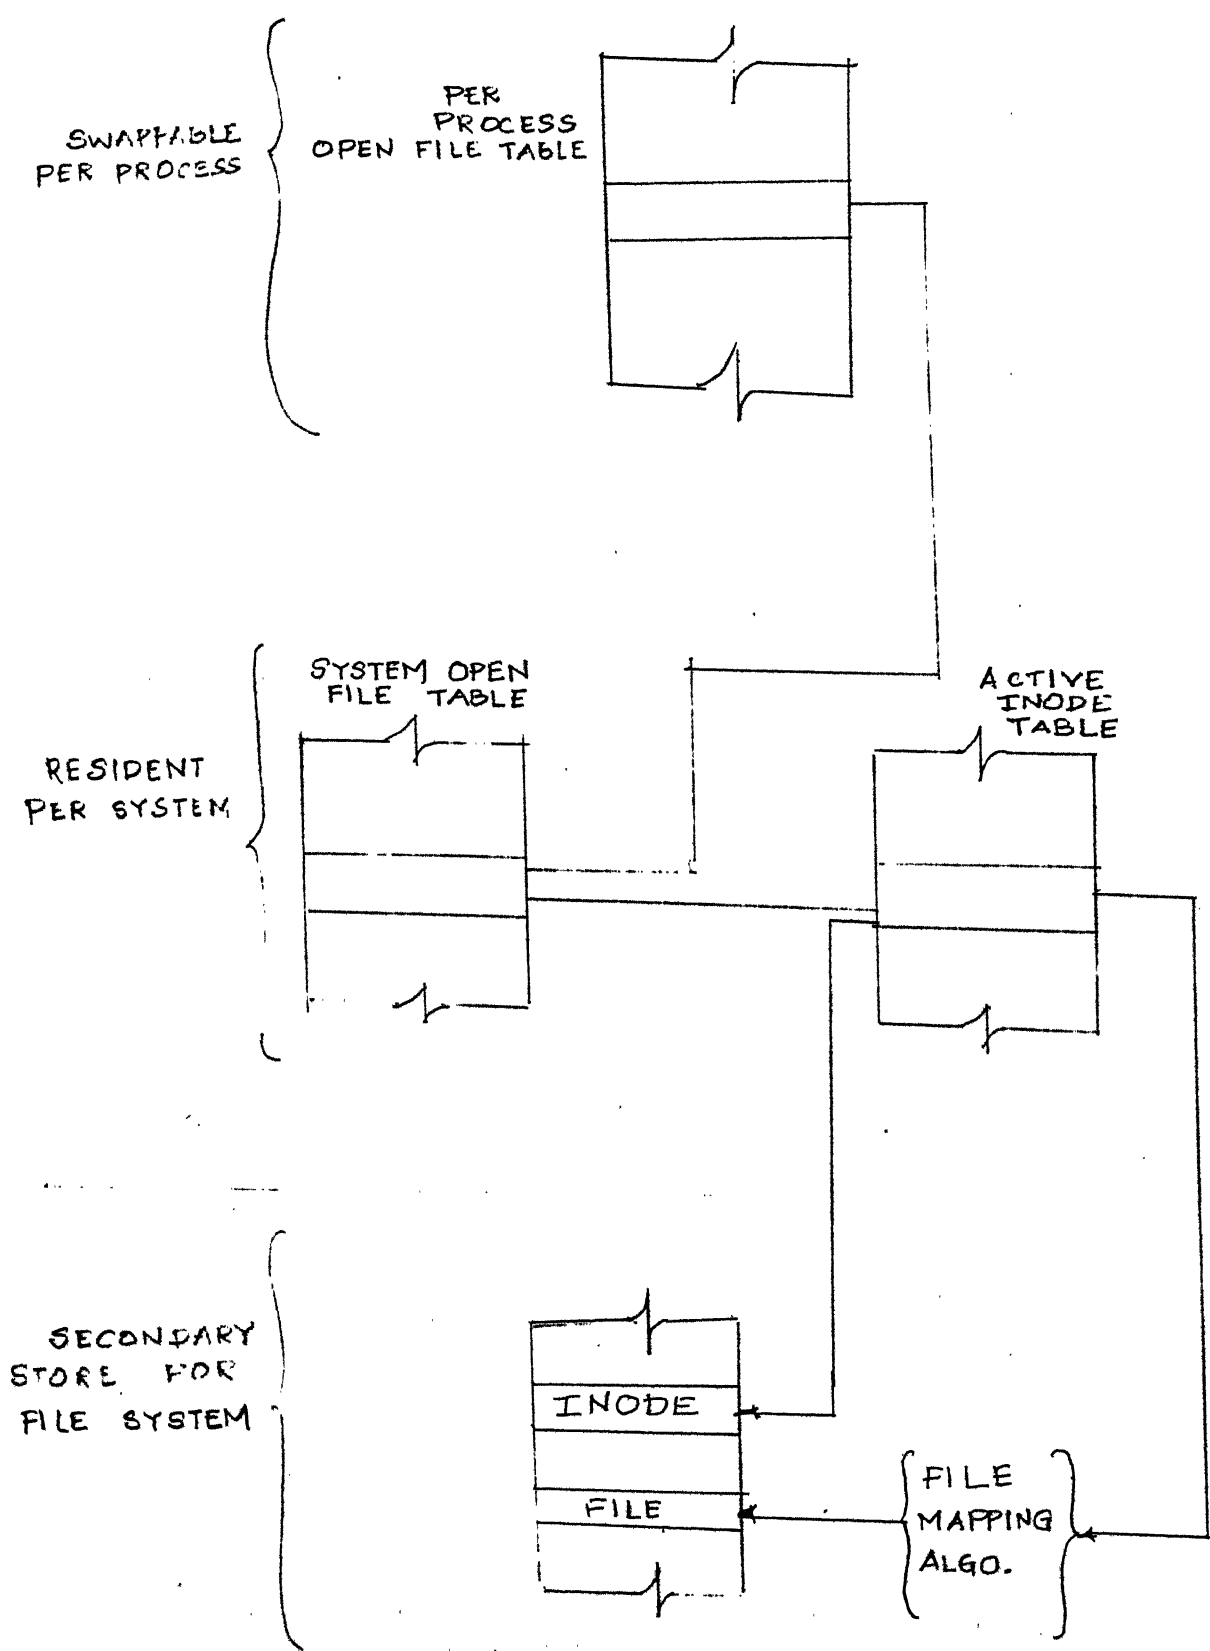 SWAPPABLE
PER PROCESS
PER
PROCESS
OPEN FILE TABLE
RESIDENT
PER SYSTEM
SYSTEM OPEN
FILE TABLE
ACTIVE
INODE
TABLE
SECONDARY
STORE FOR
FILE SYSTEM
INODE
FILE
FILE
MAPPING
ALGO.